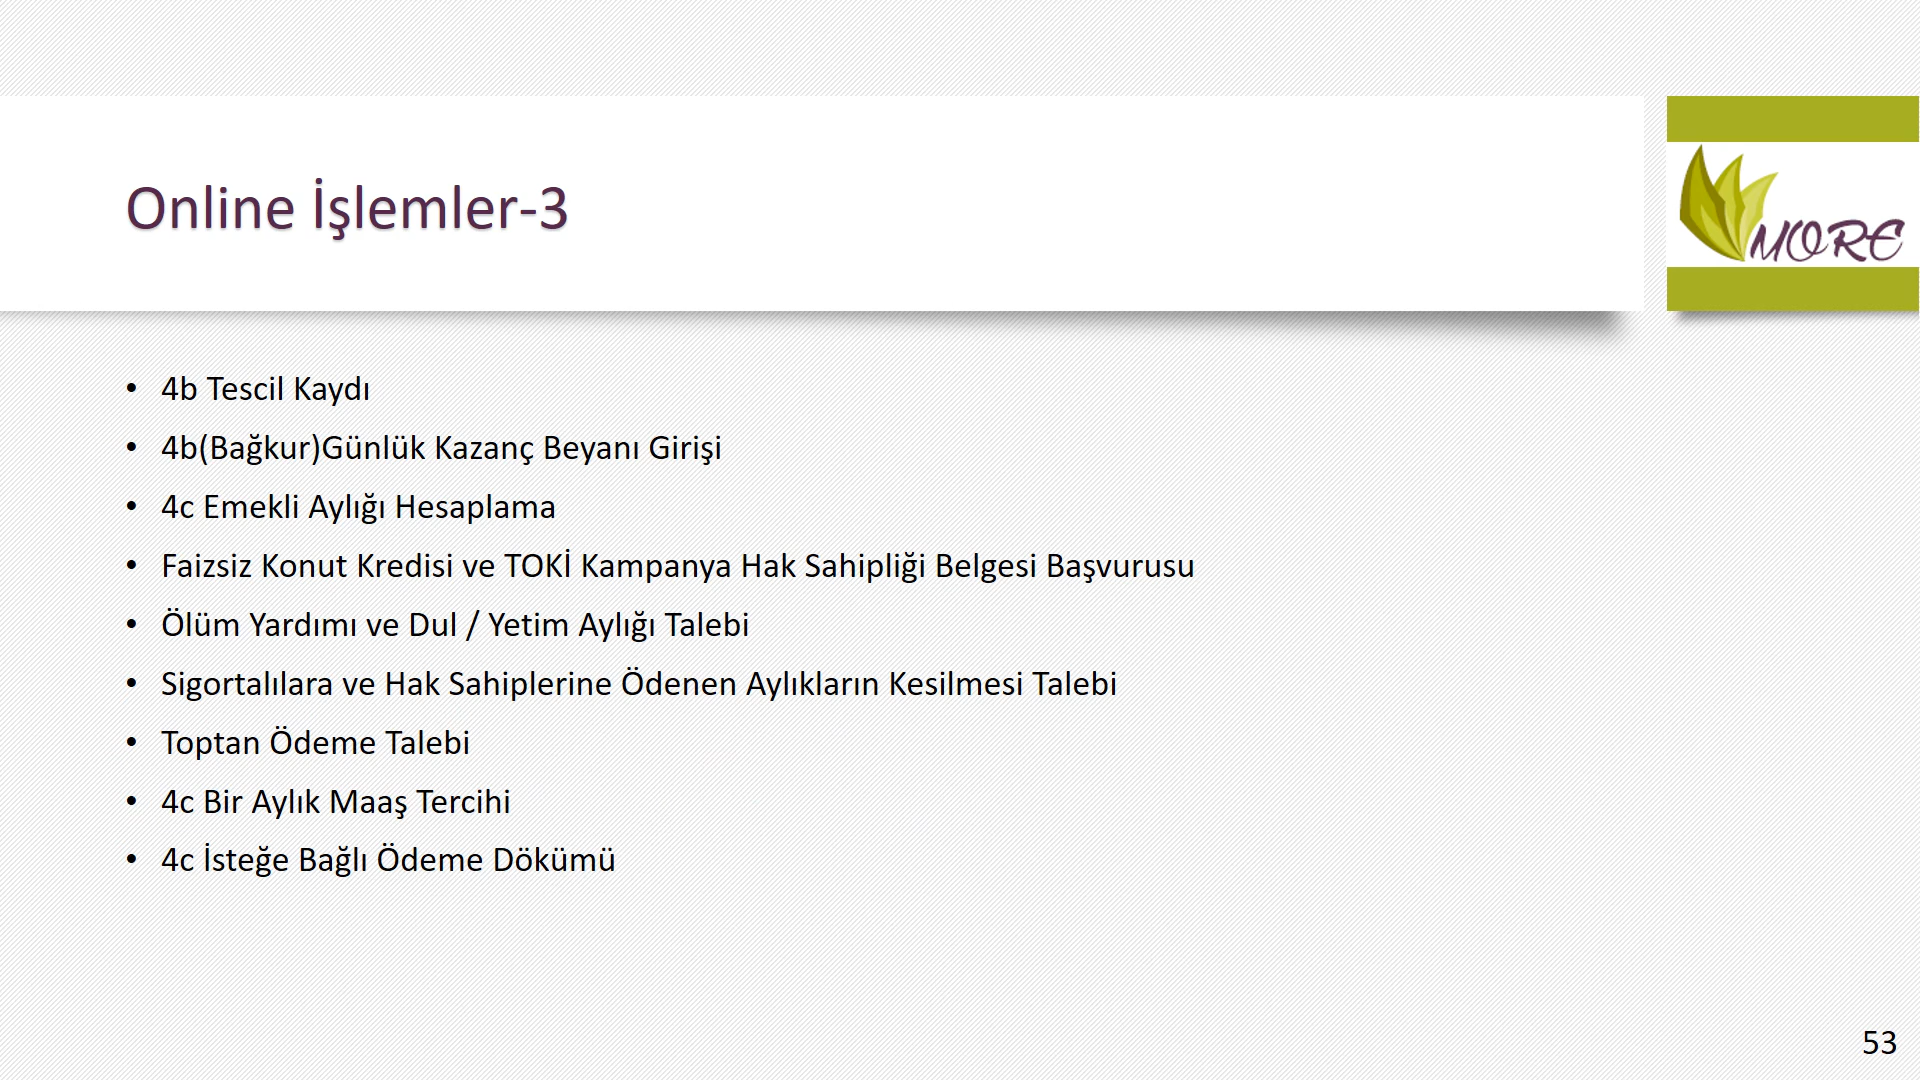 Online İşlemler-3
MORE
• 4b Tescil Kaydı
• 4b(Bağkur)Günlük Kazanç Beyanı Girişi
• 4c Emekli Aylığı Hesaplama
• Faizsiz Konut Kredisi ve TOKİ Kampanya Hak Sahipliği Belgesi Başvurusu
• Ölüm Yardımı ve Dul / Yetim Aylığı Talebi
• Sigortalılara ve Hak Sahiplerine Ödenen Aylıkların Kesilmesi Talebi
• Toptan Ödeme Talebi
• 4c Bir Aylık Maaş Tercihi
• 4c İsteğe Bağlı Ödeme Dökümü
53